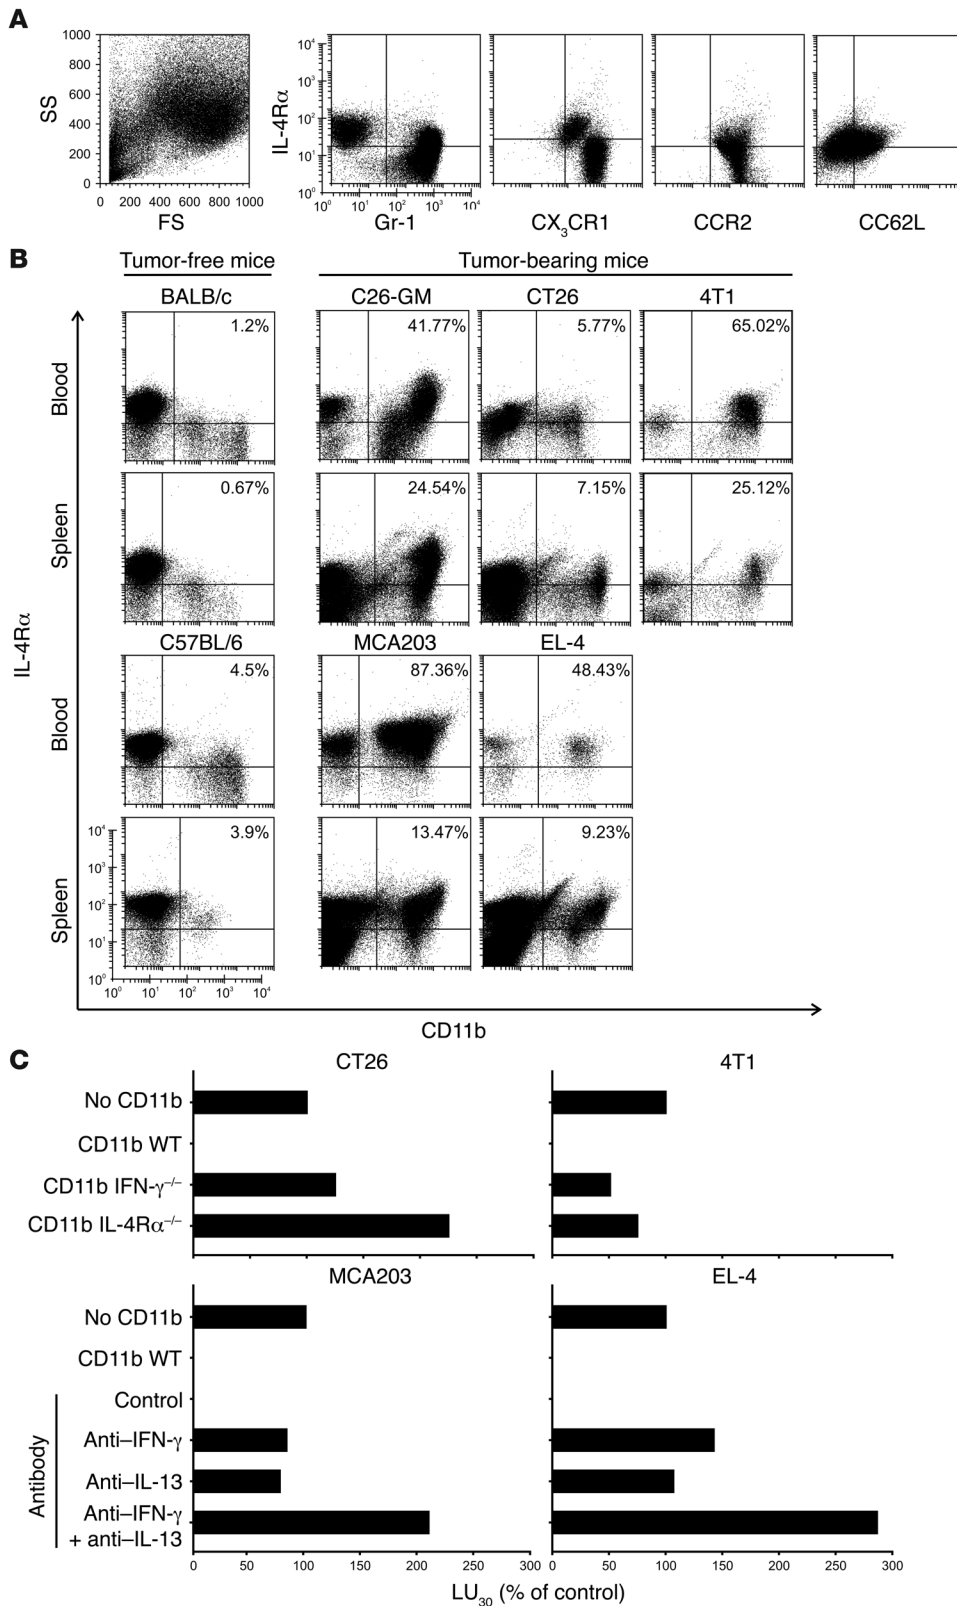 A
SS
1000
800
600
400
200
0
0 200 400 600 800 1000
FS
IL-4Rα
10⁴
10³
10²
10¹
10⁰
10⁰ 10¹ 10² 10³ 10⁴
Gr-1
CX₃CR1
CCR2
CC62L
B
Tumor-free mice
Tumor-bearing mice
BALB/c
C26-GM
CT26
4T1
Blood
1.2%
41.77%
5.77%
65.02%
Spleen
0.67%
24.54%
7.15%
25.12%
IL-4Rα
C57BL/6
MCA203
EL-4
Blood
4.5%
87.36%
48.43%
Spleen
3.9%
13.47%
9.23%
10⁴
10³
10²
10¹
10⁰
10⁰ 10¹ 10² 10³ 10⁴
CD11b
C
CT26
4T1
No CD11b
CD11b WT
CD11b IFN-γ⁻/⁻
CD11b IL-4Rα⁻/⁻
MCA203
EL-4
No CD11b
CD11b WT
Antibody
Control
Anti–IFN-γ
Anti–IL-13
Anti–IFN-γ
+ anti–IL-13
0 50 100 150 200 250 300
0 50 100 150 200 250 300
LU₃₀ (% of control)